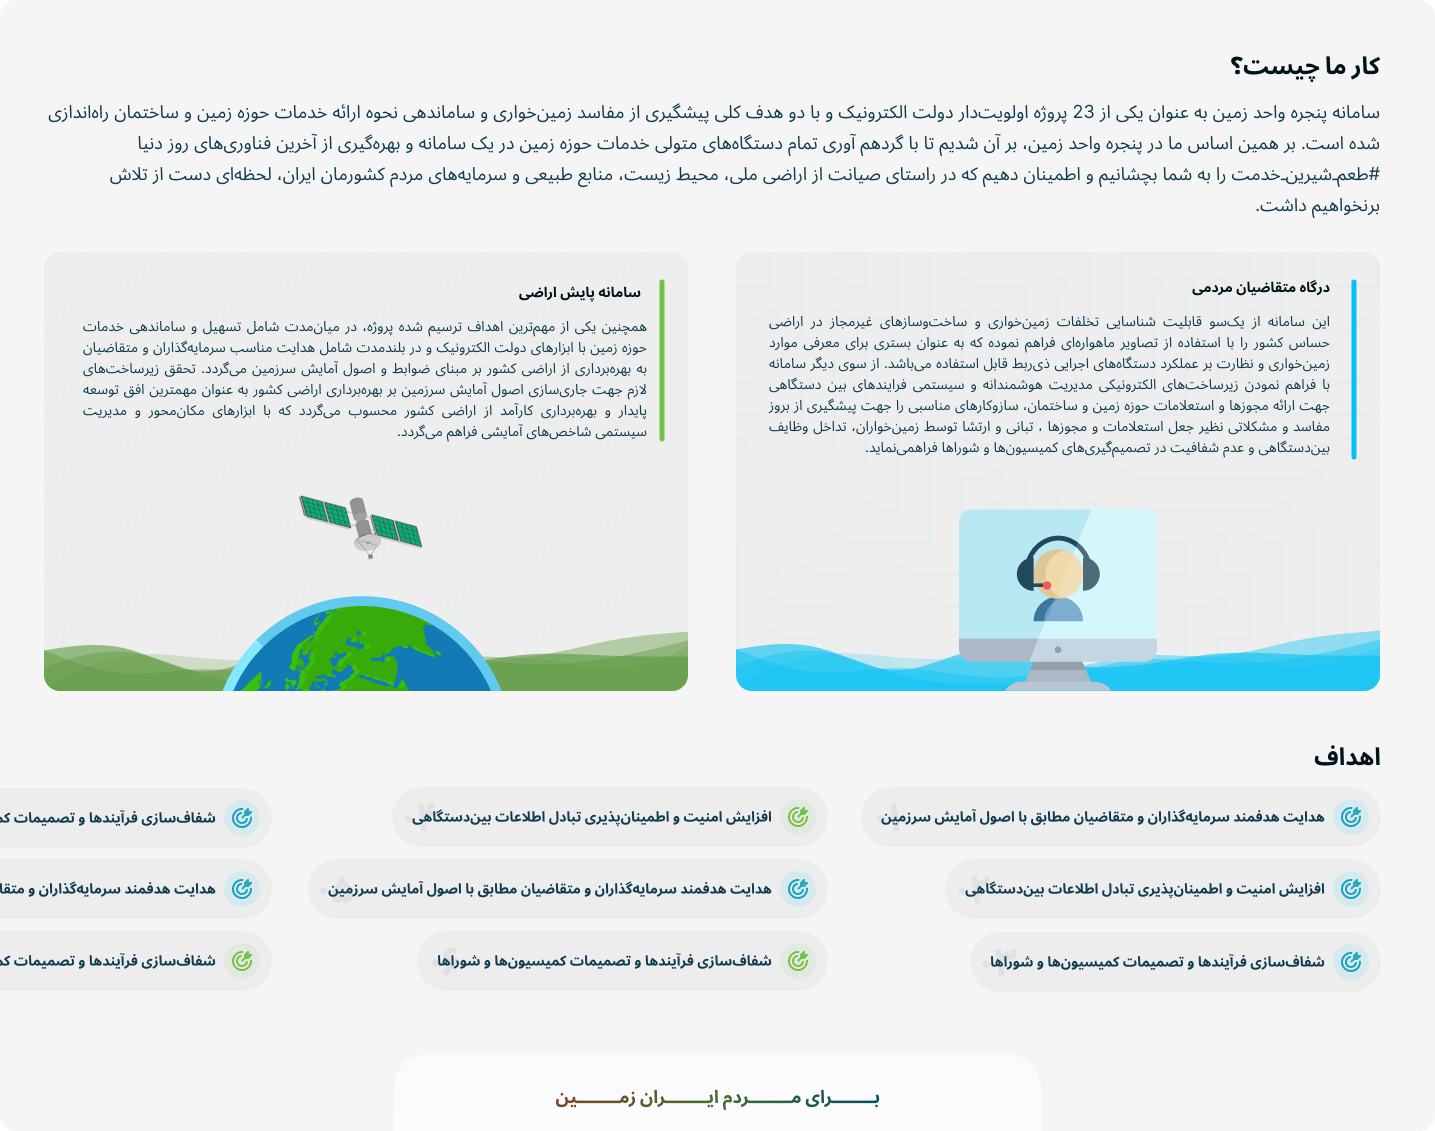 کار ما چیست؟
سامانه پنجره واحد زمین به عنوان یکی از 23 پروژه اولویت‌دار دولت الکترونیک و با دو هدف کلی پیشگیری از مفاسد زمین‌خواری و ساماندهی نحوه ارائه خدمات حوزه زمین و ساختمان راه‌اندازی
شده است. بر همین اساس ما در پنجره واحد زمین، بر آن شدیم تا با گردهم آوری تمام دستگاه‌های متولی خدمات حوزه زمین در یک سامانه و بهره‌گیری از آخرین فناوری‌های روز دنیا
#طعم_شیرین_خدمت را به شما بچشانیم و اطمینان دهیم که در راستای صیانت از اراضی ملی، محیط زیست، منابع طبیعی و سرمایه‌های مردم کشورمان ایران، لحظه‌ای دست از تلاش
برنخواهیم داشت.
درگاه متقاضیان مردمی
این سامانه از یک‌سو قابلیت شناسایی تخلفات زمین‌خواری و ساخت‌وسازهای غیرمجاز در اراضی
حساس کشور را با استفاده از تصاویر ماهواره‌ای فراهم نموده که به عنوان بستری برای معرفی موارد
زمین‌خواری و نظارت بر عملکرد دستگاه‌های اجرایی ذی‌ربط قابل استفاده می‌باشد. از سوی دیگر سامانه
با فراهم نمودن زیرساخت‌های الکترونیکی مدیریت هوشمندانه و سیستمی فرایندهای بین دستگاهی
جهت ارائه مجوزها و استعلامات حوزه زمین و ساختمان، سازوکارهای مناسبی را جهت پیشگیری از بروز
مفاسد و مشکلاتی نظیر جعل استعلامات و مجوزها ، تبانی و ارتشا توسط زمین‌خواران، تداخل وظایف
بین‌دستگاهی و عدم شفافیت در تصمیم‌گیری‌های کمیسیون‌ها و شوراها فراهمی‌نماید.
سامانه پایش اراضی
همچنین یکی از مهم‌ترین اهداف ترسیم شده پروژه، در میان‌مدت شامل تسهیل و ساماندهی خدمات
حوزه زمین با ابزارهای دولت الکترونیک و در بلندمدت شامل هدایت مناسب سرمایه‌گذاران و متقاضیان
به بهره‌برداری از اراضی کشور بر مبنای ضوابط و اصول آمایش سرزمین می‌گردد. تحقق زیرساخت‌های
لازم جهت جاری‌سازی اصول آمایش سرزمین بر بهره‌برداری اراضی کشور به عنوان مهمترین افق توسعه
پایدار و بهره‌برداری کارآمد از اراضی کشور محسوب می‌گردد که با ابزارهای مکان‌محور و مدیریت
سیستمی شاخص‌های آمایشی فراهم می‌گردد.
اهداف
هدایت هدفمند سرمایه‌گذاران و متقاضیان مطابق با اصول آمایش سرزمین
افزایش امنیت و اطمینان‌پذیری تبادل اطلاعات بین‌دستگاهی
شفاف‌سازی فرآیندها و تصمیمات کمیسیون‌ها و شوراها
افزایش امنیت و اطمینان‌پذیری تبادل اطلاعات بین‌دستگاهی
هدایت هدفمند سرمایه‌گذاران و متقاضیان مطابق با اصول آمایش سرزمین
شفاف‌سازی فرآیندها و تصمیمات کمیسیون‌ها و شوراها
شفاف‌سازی فرآیندها و تصمیمات
هدایت هدفمند سرمایه‌گذاران و
شفاف‌سازی فرآیندها و تصمیمات
بـــــــرای مـــــــردم ایـــــــران زمـــــــین